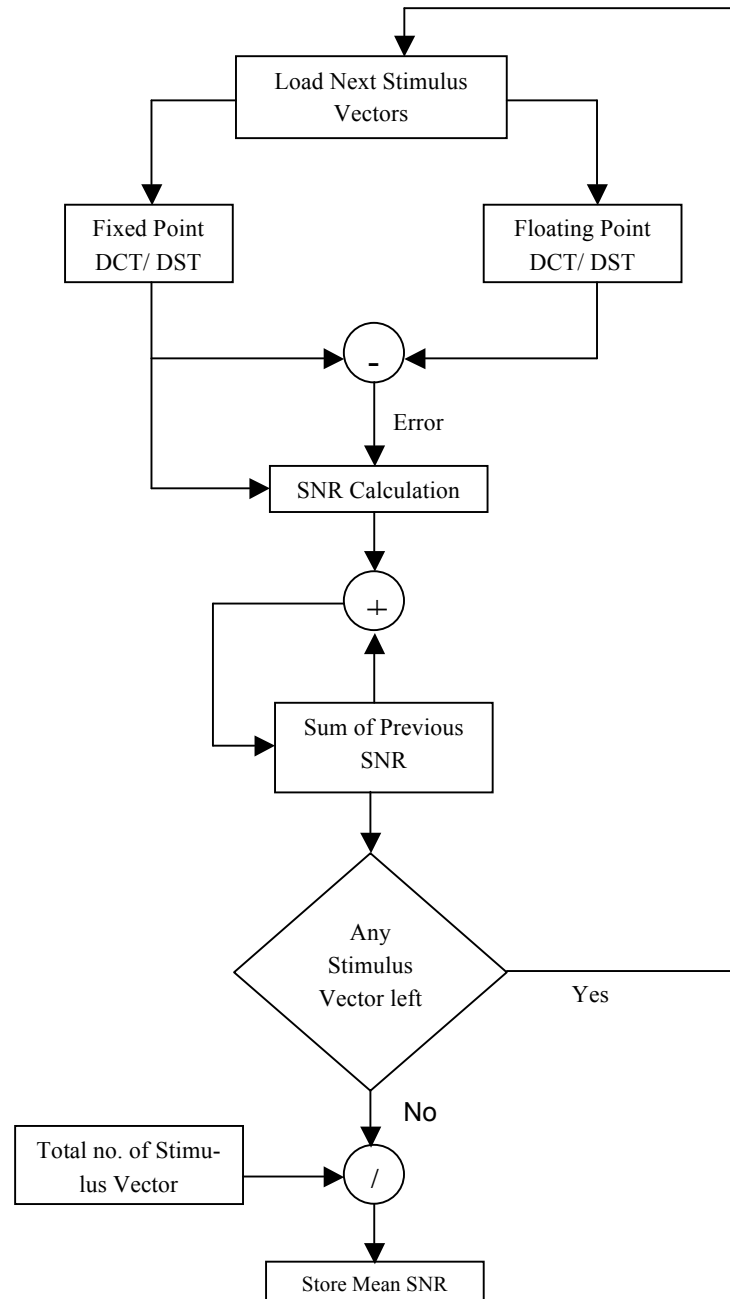 Load Next Stimulus
Vectors
Fixed Point
DCT/ DST
Floating Point
DCT/ DST
-
Error
SNR Calculation
+
Sum of Previous
SNR
Any
Stimulus
Vector left
Yes
No
Total no. of Stimu-
lus Vector
/
Store Mean SNR